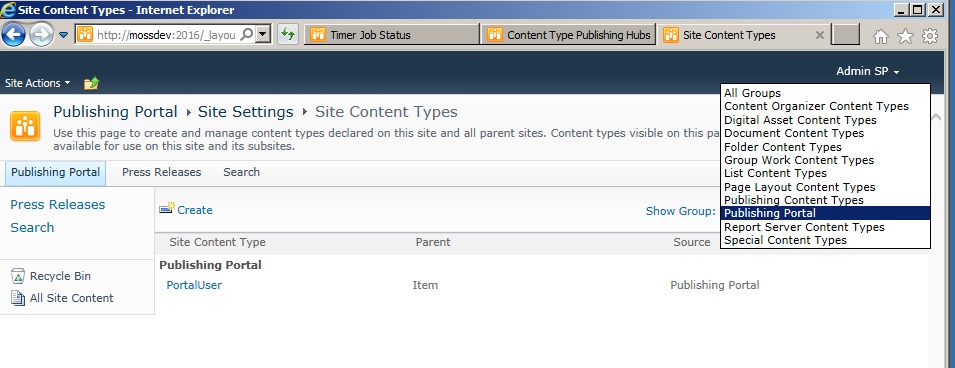 Site Content Types - Internet Explorer
http://mossdev:2016/_layou
Timer Job Status
Content Type Publishing Hubs
Site Content Types
Site Actions
Admin SP
Publishing Portal ▸ Site Settings ▸ Site Content Types
Use this page to create and manage content types declared on this site and all parent sites. Content types visible on this pa
available for use on this site and its subsites.
Publishing Portal
Press Releases
Search
Press Releases
Search
Recycle Bin
All Site Content
Create
Show Group:
All Groups
Content Organizer Content Types
Digital Asset Content Types
Document Content Types
Folder Content Types
Group Work Content Types
List Content Types
Page Layout Content Types
Publishing Content Types
Publishing Portal
Report Server Content Types
Special Content Types
Site Content Type
Parent
Source
Publishing Portal
PortalUser
Item
Publishing Portal